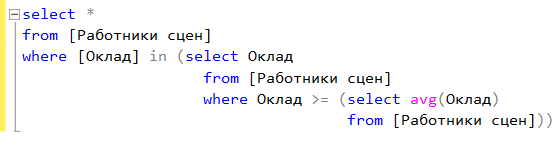 select *
from [Работники сцен]
where [Оклад] in (select Оклад
from [Работники сцен]
where Оклад >= (select avg(Оклад)
from [Работники сцен]))